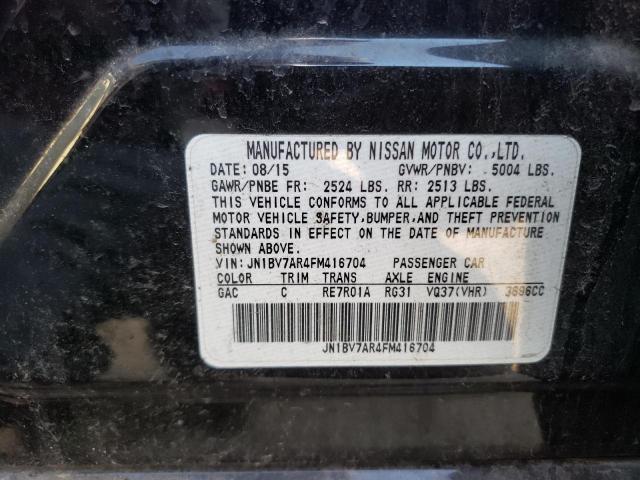 MANUFACTURED BY NISSAN MOTOR CO.,LTD.
DATE: 08/15 GVWR/PNBV: 5004 LBS.
GAWR/PNBE FR: 2524 LBS. RR: 2513 LBS.
THIS VEHICLE CONFORMS TO ALL APPLICABLE FEDERAL
MOTOR VEHICLE SAFETY,BUMPER,AND THEFT PREVENTION
STANDARDS IN EFFECT ON THE DATE OF MANUFACTURE
SHOWN ABOVE.
VIN: JN1BV7AR4FM416704 PASSENGER CAR
COLOR TRIM TRANS AXLE ENGINE
GAC C RE7R01A RG31 VQ37(VHR) 3696CC
JN1BV7AR4FM416704